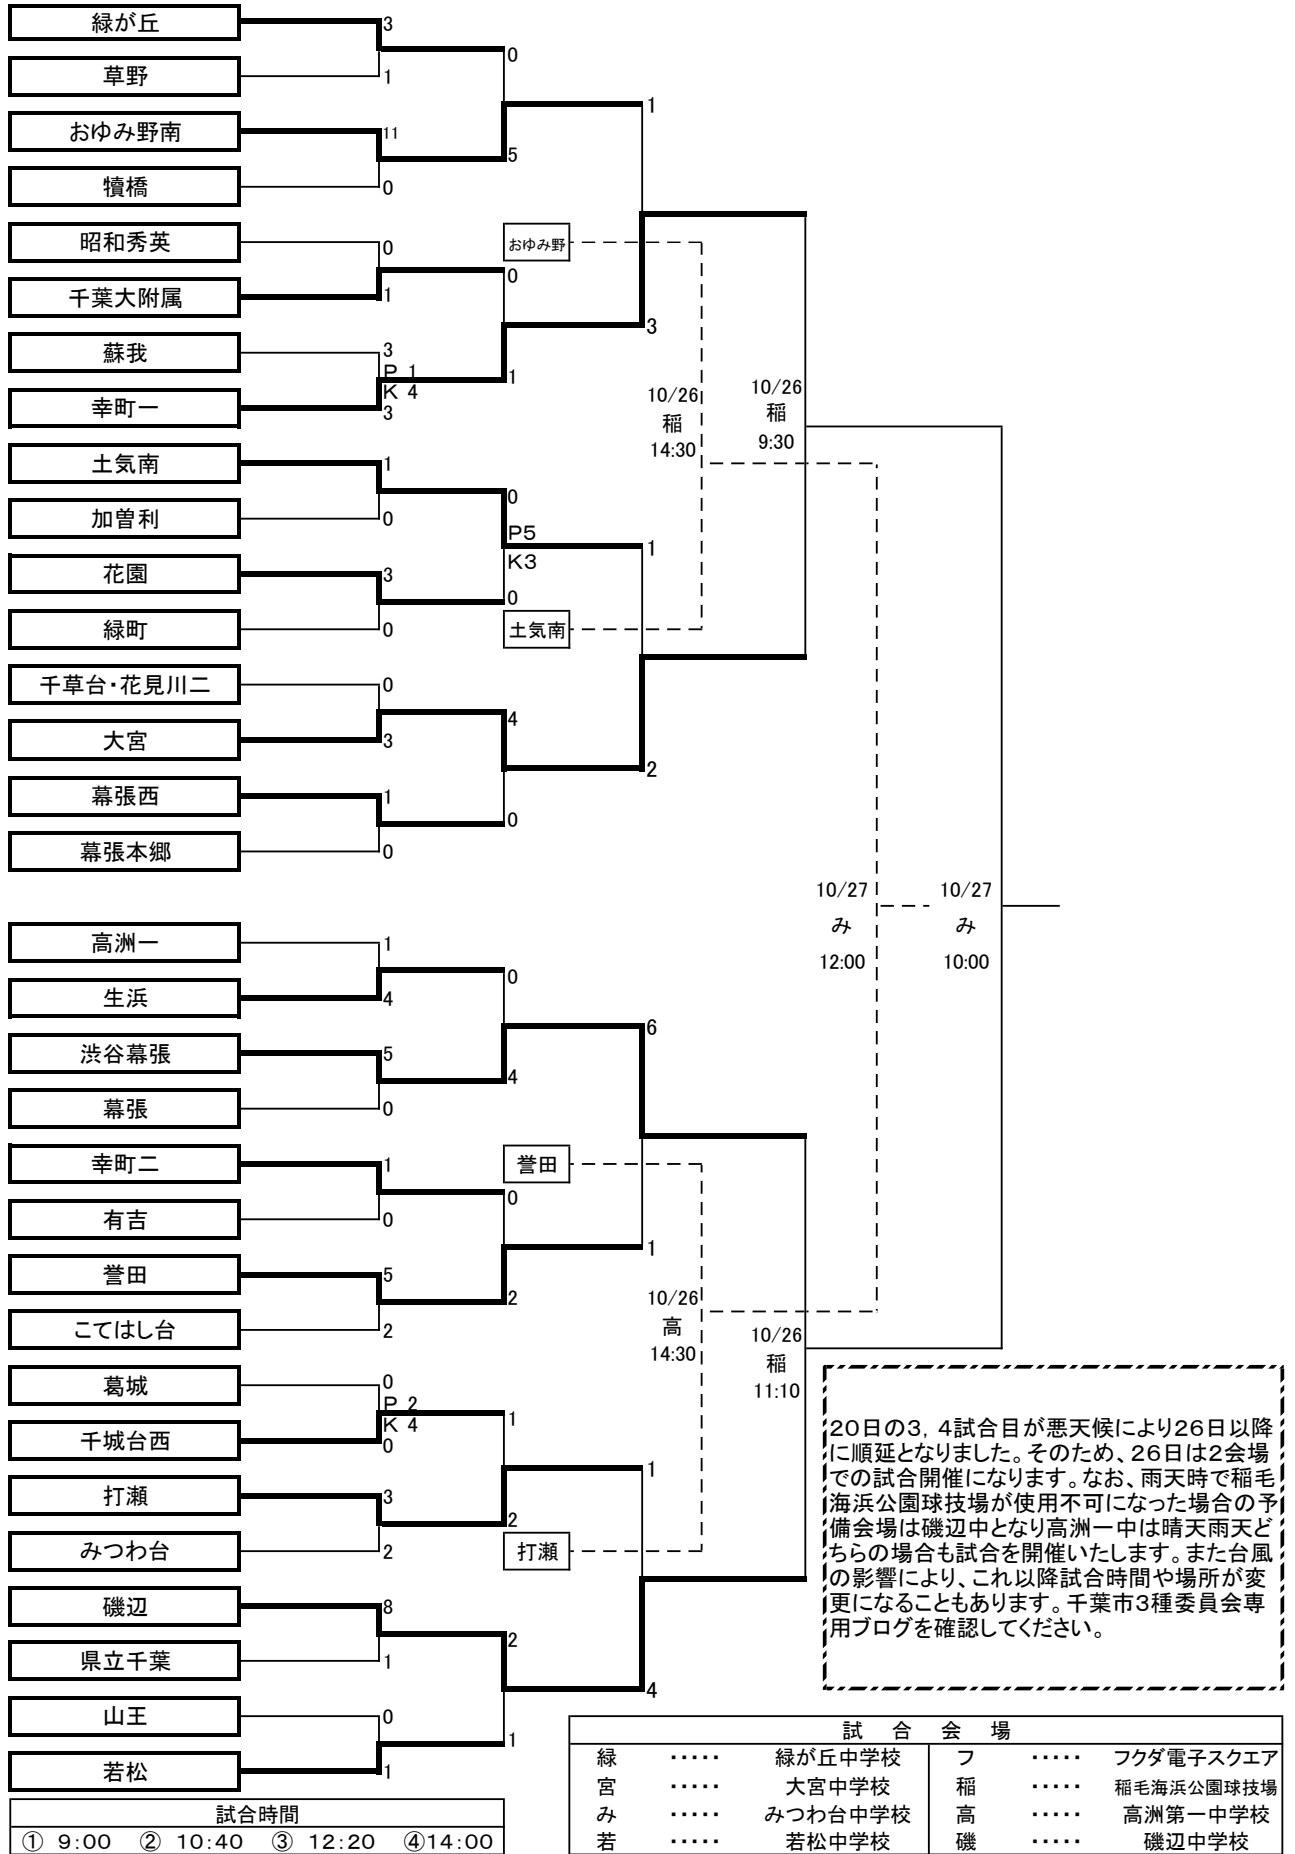 緑が丘
3
0
草野
1
1
おゆみ野南
11
5
犢橋
0
昭和秀英
0
おゆみ野
0
千葉大附属
1
3
蘇我
3
P 1
1
K 4
幸町一
3
10/26
稲
14:30
10/26
稲
9:30
土気南
1
0
加曽利
0
P5
1
K3
花園
3
0
緑町
0
土気南
千草台・花見川二
0
4
大宮
3
2
幕張西
1
0
幕張本郷
0
10/27
み
12:00
10/27
み
10:00
高洲一
1
0
生浜
4
6
渋谷幕張
5
4
幕張
0
幸町二
1
誉田
0
有吉
0
1
誉田
5
2
こてはし台
2
10/26
高
14:30
10/26
稲
11:10
葛城
0
P 2
1
K 4
千城台西
0
1
打瀬
3
2
みつわ台
2
打瀬
磯辺
8
2
県立千葉
1
4
山王
0
1
若松
1
20日の3，4試合目が悪天候により26日以降
に順延となりました。そのため、26日は2会場
での試合開催になります。なお、雨天時で稲毛
海浜公園球技場が使用不可になった場合の予
備会場は磯辺中となり高洲一中は晴天雨天ど
ちらの場合も試合を開催いたします。また台風
の影響により、これ以降試合時間や場所が変
更になることもあります。千葉市3種委員会専
用ブログを確認してください。
試合時間
① 9:00 ② 10:40 ③ 12:20 ④14:00
試 合 会 場
緑 ・・・・・ 緑が丘中学校 フ ・・・・・ フクダ電子スクエア
宮 ・・・・・ 大宮中学校 稲 ・・・・・ 稲毛海浜公園球技場
み ・・・・・ みつわ台中学校 高 ・・・・・ 高洲第一中学校
若 ・・・・・ 若松中学校 磯 ・・・・・ 磯辺中学校